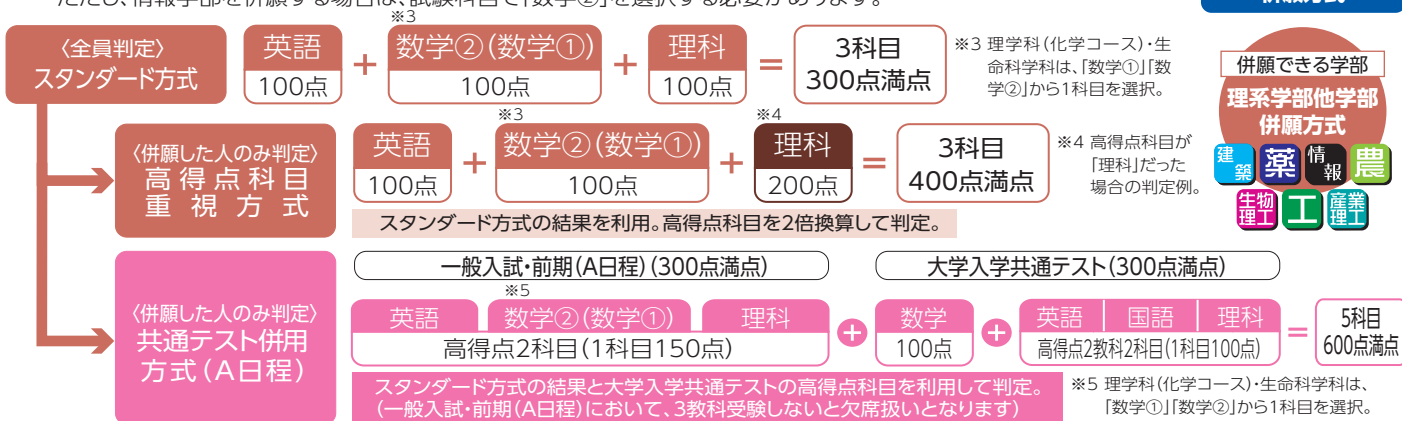 ただし、情報学部を併願する場合は、試験科目で「数学②」を選択する必要があります。
併願方式
〈全員判定〉
スタンダード方式
英語
100点
+
※3
数学②(数学①)
100点
+
理科
100点
=
3科目
300点満点
※3 理学科(化学コース)・生
命科学科は、「数学①」「数
学②」から1科目を選択。
〈併願した人のみ判定〉
高得点科目
重視方式
英語
100点
+
※3
数学②(数学①)
100点
+
※4
理科
200点
=
3科目
400点満点
※4 高得点科目が
「理科」だった
場合の判定例。
スタンダード方式の結果を利用。高得点科目を2倍換算して判定。
併願できる学部
理系学部他学部
併願方式
建築 薬 情報 農
生物理工 工 産業理工
〈併願した人のみ判定〉
共通テスト併用
方式(A日程)
一般入試・前期(A日程)(300点満点)
大学入学共通テスト(300点満点)
※5
英語 数学②(数学①) 理科
高得点2科目(1科目150点)
+
数学
100点
+
英語 国語 理科
高得点2教科2科目(1科目100点)
=
5科目
600点満点
スタンダード方式の結果と大学入学共通テストの高得点科目を利用して判定。
(一般入試・前期(A日程)において、3教科受験しないと欠席扱いとなります)
※5 理学科(化学コース)・生命科学科は、
「数学①」「数学②」から1科目を選択。